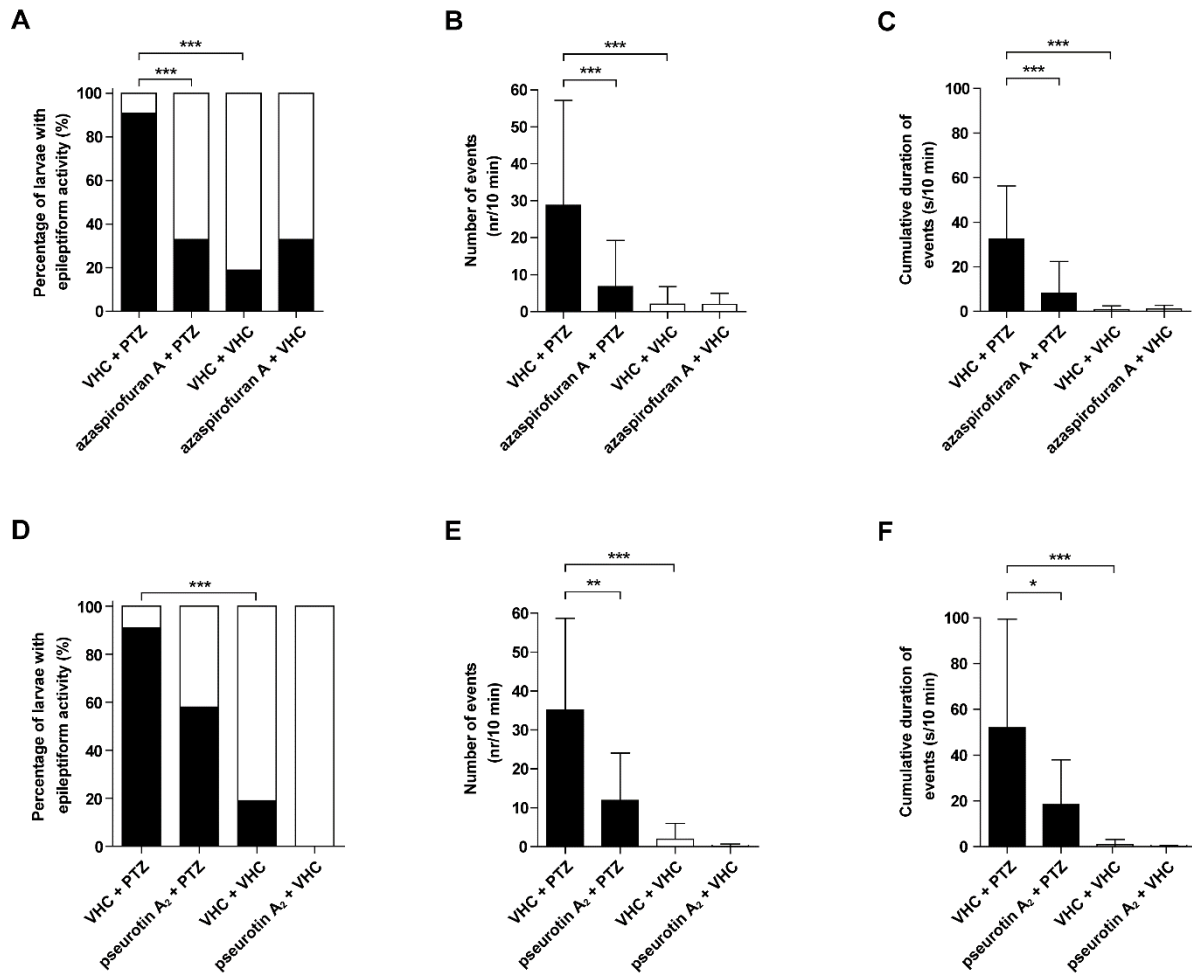 A
***
***
100
80
60
40
20
0
Percentage of larvae with
epileptiform activity (%)
VHC + PTZ
azaspirofuran A + PTZ
VHC + VHC
azaspirofuran A + VHC
B
***
***
60
50
40
30
20
10
0
Number of events
(nr/10 min)
VHC + PTZ
azaspirofuran A + PTZ
VHC + VHC
azaspirofuran A + VHC
C
***
***
100
80
60
40
20
0
Cumulative duration of
events (s/10 min)
VHC + PTZ
azaspirofuran A + PTZ
VHC + VHC
azaspirofuran A + VHC
D
***
100
80
60
40
20
0
Percentage of larvae with
epileptiform activity (%)
VHC + PTZ
pseurotin A₂ + PTZ
VHC + VHC
pseurotin A₂ + VHC
E
***
**
60
50
40
30
20
10
0
Number of events
(nr/10 min)
VHC + PTZ
pseurotin A₂ + PTZ
VHC + VHC
pseurotin A₂ + VHC
F
***
*
100
80
60
40
20
0
Cumulative duration of
events (s/10 min)
VHC + PTZ
pseurotin A₂ + PTZ
VHC + VHC
pseurotin A₂ + VHC